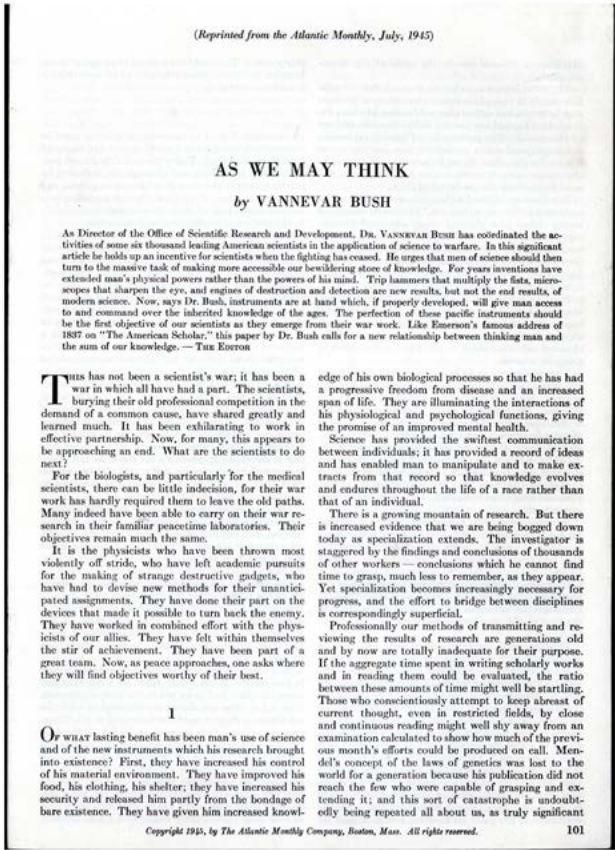 (Reprinted from the Atlantic Monthly, July, 1945)
AS WE MAY THINK
by VANNEVAR BUSH
As Director of the Office of Scientific Research and Development, DR. VANNEVAR BUSH has coördinated the ac-
tivities of some six thousand leading American scientists in the application of science to warfare. In this significant
article he holds up an incentive for scientists when the fighting has ceased. He urges that men of science should then
turn to the massive task of making more accessible our bewildering store of knowledge. For years inventions have
extended man's physical powers rather than the powers of his mind. Trip hammers that multiply the fists, micro-
scopes that sharpen the eye, and engines of destruction and detection are new results, but not the end results, of
modern science. Now, says Dr. Bush, instruments are at hand which, if properly developed, will give man access
to and command over the inherited knowledge of the ages. The perfection of these pacific instruments should
be the first objective of our scientists as they emerge from their war work. Like Emerson's famous address of
1837 on "The American Scholar," this paper by Dr. Bush calls for a new relationship between thinking man and
the sum of our knowledge. — THE EDITOR
THIS has not been a scientist's war; it has been a
war in which all have had a part. The scientists,
burying their old professional competition in the
demand of a common cause, have shared greatly and
learned much. It has been exhilarating to work in
effective partnership. Now, for many, this appears to
be approaching an end. What are the scientists to do
next?
For the biologists, and particularly for the medical
scientists, there can be little indecision, for their war
work has hardly required them to leave the old paths.
Many indeed have been able to carry on their war re-
search in their familiar peacetime laboratories. Their
objectives remain much the same.
It is the physicists who have been thrown most
violently off stride, who have left academic pursuits
for the making of strange destructive gadgets, who
have had to devise new methods for their unantici-
pated assignments. They have done their part on the
devices that made it possible to turn back the enemy.
They have worked in combined effort with the phys-
icists of our allies. They have felt within themselves
the stir of achievement. They have been part of a
great team. Now, as peace approaches, one asks where
they will find objectives worthy of their best.
1
OF WHAT lasting benefit has been man's use of science
and of the new instruments which his research brought
into existence? First, they have increased his control
of his material environment. They have improved his
food, his clothing, his shelter; they have increased his
security and released him partly from the bondage of
bare existence. They have given him increased knowl-
edge of his own biological processes so that he has had
a progressive freedom from disease and an increased
span of life. They are illuminating the interactions of
his physiological and psychological functions, giving
the promise of an improved mental health.
Science has provided the swiftest communication
between individuals; it has provided a record of ideas
and has enabled man to manipulate and to make ex-
tracts from that record so that knowledge evolves
and endures throughout the life of a race rather than
that of an individual.
There is a growing mountain of research. But there
is increased evidence that we are being bogged down
today as specialization extends. The investigator is
staggered by the findings and conclusions of thousands
of other workers — conclusions which he cannot find
time to grasp, much less to remember, as they appear.
Yet specialization becomes increasingly necessary for
progress, and the effort to bridge between disciplines
is correspondingly superficial.
Professionally our methods of transmitting and re-
viewing the results of research are generations old
and by now are totally inadequate for their purpose.
If the aggregate time spent in writing scholarly works
and in reading them could be evaluated, the ratio
between these amounts of time might well be startling.
Those who conscientiously attempt to keep abreast of
current thought, even in restricted fields, by close
and continuous reading might well shy away from an
examination calculated to show how much of the previ-
ous month's efforts could be produced on call. Men-
del's concept of the laws of genetics was lost to the
world for a generation because his publication did not
reach the few who were capable of grasping and ex-
tending it; and this sort of catastrophe is undoubt-
edly being repeated all about us, as truly significant
Copyright 1945, by The Atlantic Monthly Company, Boston, Mass. All rights reserved.
101